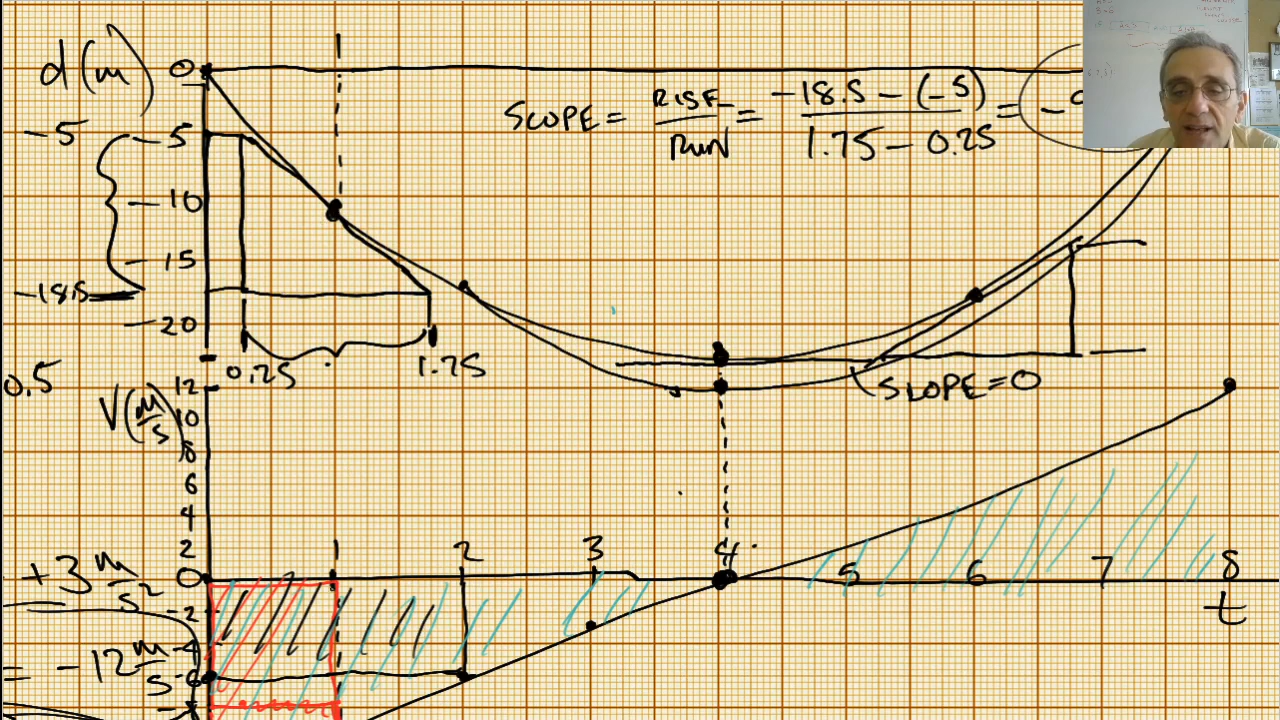 d(m)
0
SLOPE = RISE/RUN = -18.5 - (-5) / 1.75 - 0.25 =
-5
-5
-10
-15
-18.5
-20
0.25
1.75
SLOPE = 0
0.5
V(m/s)
12
10
8
6
4
2
0
1
1 2 3 4 5 6 7 8
t
+3 m/s²
-2
-4
= -12 m/s
-6
-8